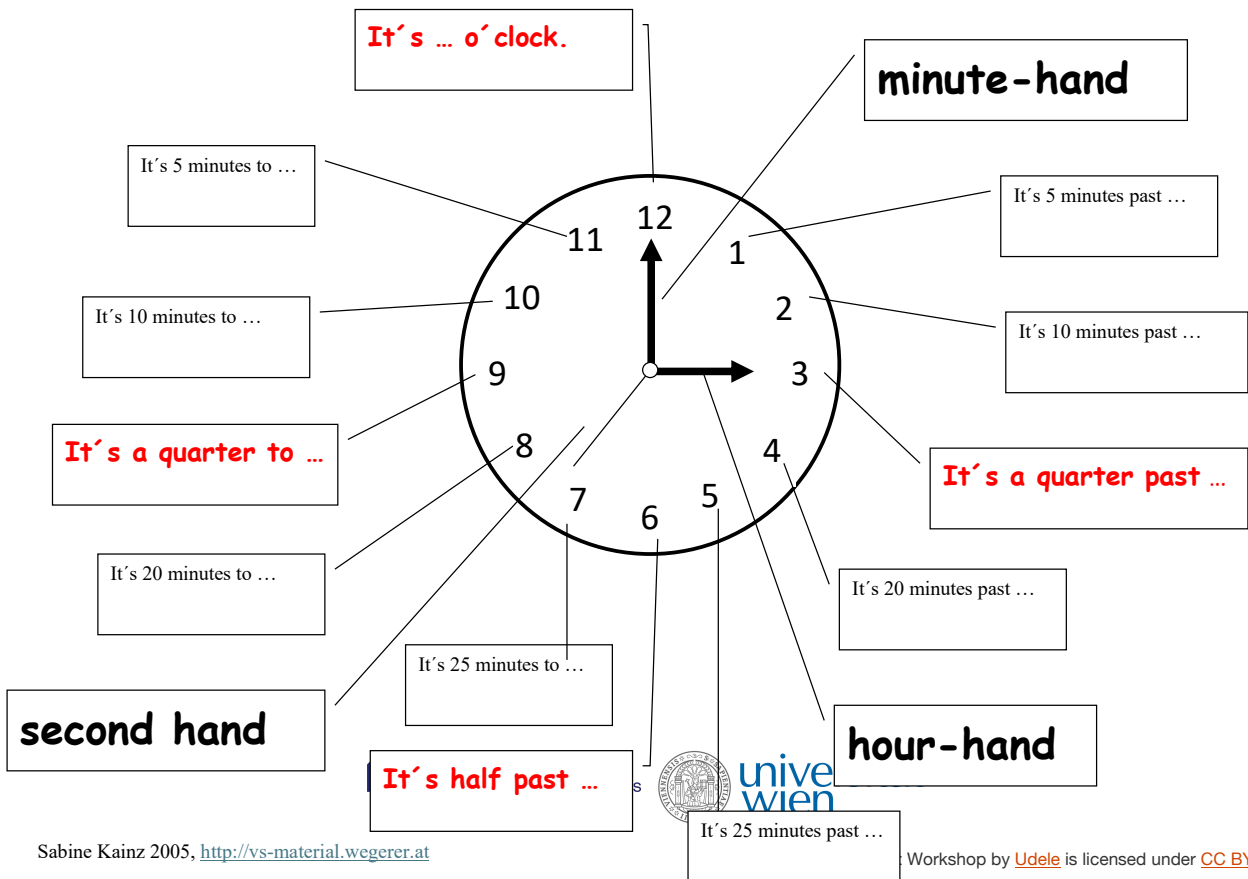 It´s … o´clock.
minute-hand
It´s 5 minutes to …
It´s 5 minutes past …
12
11
1
10
2
It´s 10 minutes to …
It´s 10 minutes past …
9
3
It´s a quarter to …
8
4
It´s a quarter past …
7
5
6
It´s 20 minutes to …
It´s 20 minutes past …
It´s 25 minutes to …
second hand
hour-hand
It´s half past …
s
unive
wien
It´s 25 minutes past …
Sabine Kainz 2005, http://vs-material.wegerer.at
Workshop by Udele is licensed under CC BY